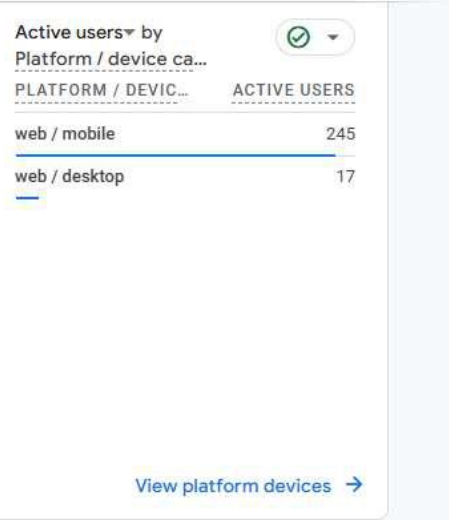 Active users by
Platform / device ca...
PLATFORM / DEVIC... ACTIVE USERS
web / mobile 245
web / desktop 17
View platform devices →